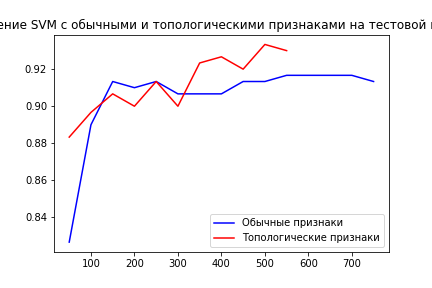 ение SVM с обычными и топологическими признаками на тестовой
0.92
0.90
0.88
0.86
0.84
100 200 300 400 500 600 700
Обычные признаки
Топологические признаки